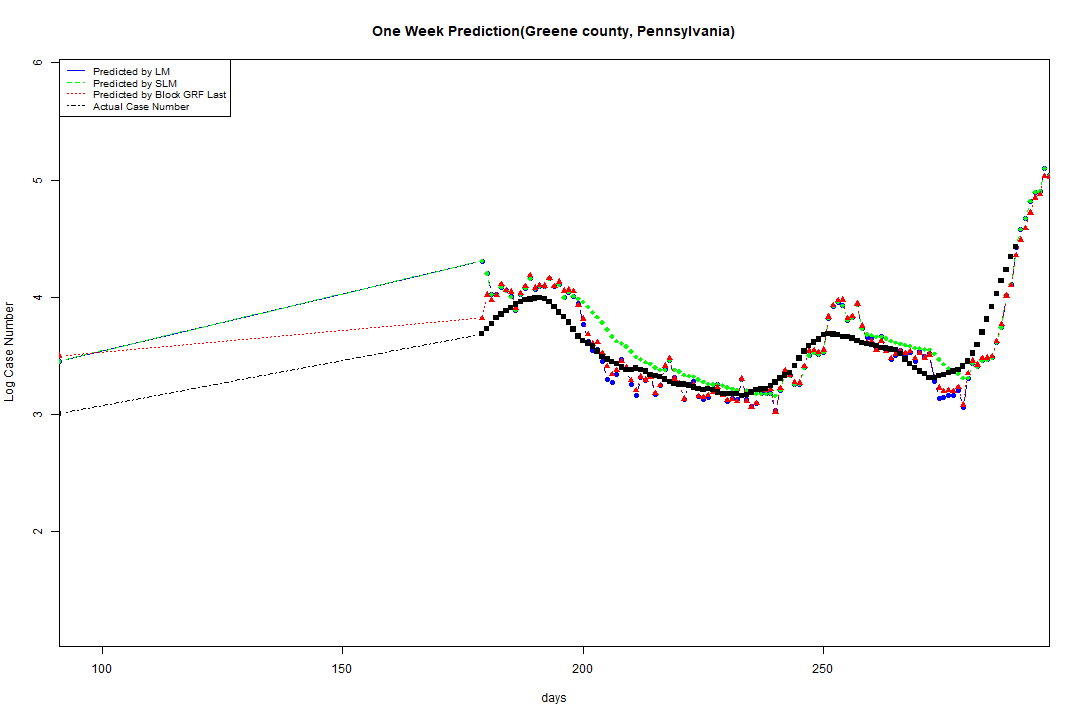 One Week Prediction(Greene county, Pennsylvania)
Predicted by LM
Predicted by SLM
Predicted by Block GRF Last
Actual Case Number
6
5
4
3
2
Log Case Number
100 150 200 250
days